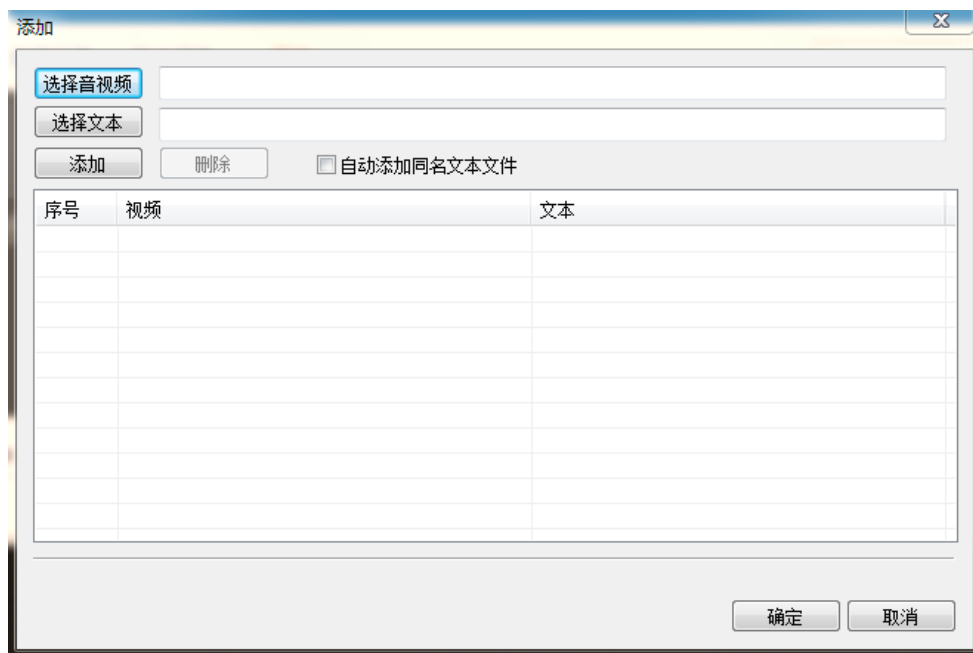 添加
选择音视频
选择文本
添加 删除 自动添加同名文本文件
序号 视频 文本
确定 取消